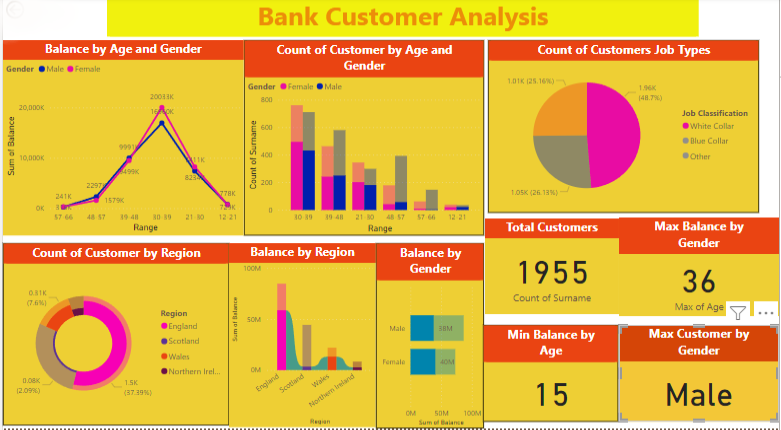 Bank Customer Analysis
Balance by Age and Gender
Gender Male Female
Sum of Balance
20,000K
10,000K
0K
241K
2297K
1579K
9991K
9499K
20033K
778K
57-66 48-57 39-48 30-39 21-30 12-21
Range
Count of Customer by Age and
Gender
Gender Female Male
Count of Surname
800
600
400
200
0
30-39 39-48 21-30 48-57 57-66 12-21
Range
Count of Customers Job Types
1.01K (25.16%)
1.96K
(48.7%)
1.05K (26.13%)
Job Classification
White Collar
Blue Collar
Other
Total Customers
1955
Count of Surname
Max Balance by
Gender
36
Max of Age
Count of Customer by Region
0.31K
(7.6%)
0.08K
(2.09%)
1.5K
(37.39%)
Region
England
Scotland
Wales
Northern Irel...
Balance by Region
Sum of Balance
100M
50M
0M
England
Scotland
Wales
Northern Ireland
Region
Balance by
Gender
Male 38M
Female 40M
0M 50M 100M
Sum of Balance
Min Balance by
Age
15
Max Customer by
Gender
Male